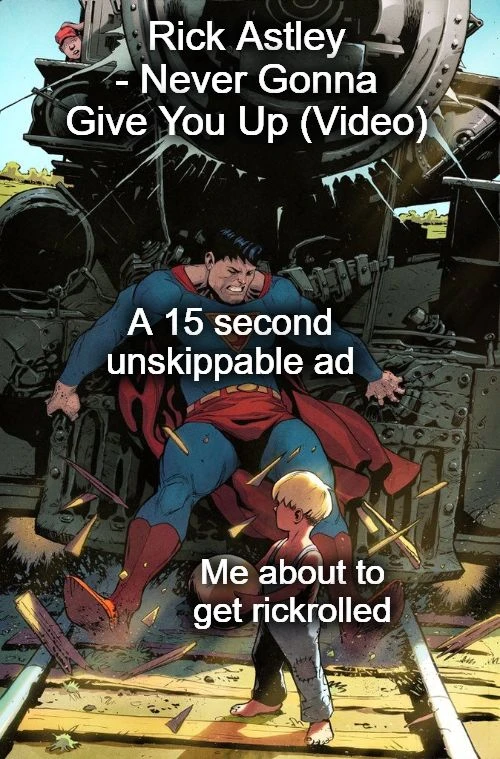 Rick Astley
- Never Gonna
Give You Up (Video)
A 15 second
unskippable ad
Me about to
get rickrolled